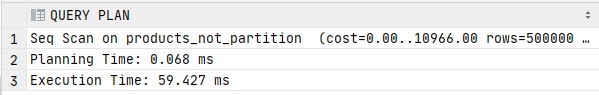 QUERY PLAN
1 Seq Scan on products_not_partition (cost=0.00..10966.00 rows=500000 …
2 Planning Time: 0.068 ms
3 Execution Time: 59.427 ms